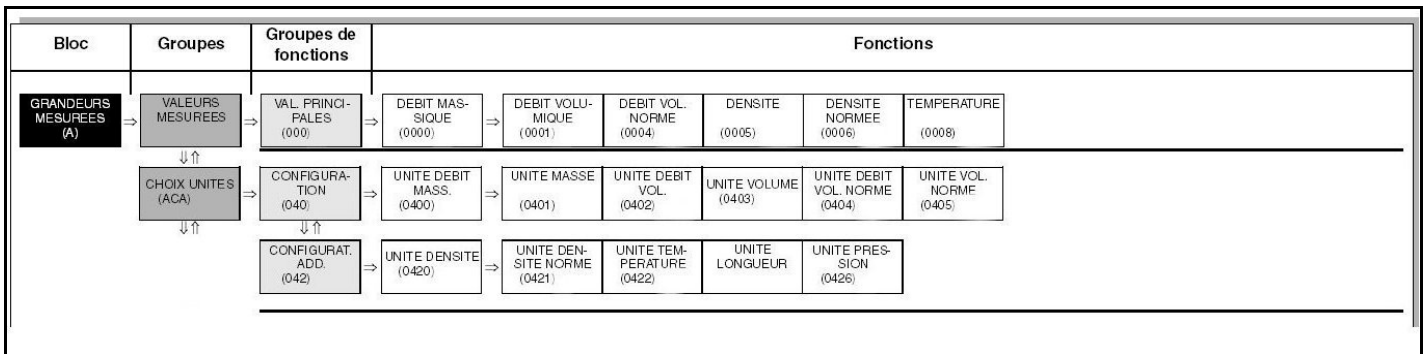 Bloc
Groupes
Groupes de
fonctions
Fonctions
GRANDEURS
MESUREES
(A)
⇒
VALEURS
MESUREES
⇒
VAL. PRINCI-
PALES
(000)
⇒
DEBIT MAS-
SIQUE
(0000)
⇒
DEBIT VOLU-
MIQUE
(0001)
DEBIT VOL.
NORME
(0004)
DENSITE
(0005)
DENSITE
NORMEE
(0006)
TEMPERATURE
(0008)
⇓⇑
CHOIX UNITES
(ACA)
⇒
CONFIGURA-
TION
(040)
⇒
UNITE DEBIT
MASS.
(0400)
⇒
UNITE MASSE
(0401)
UNITE DEBIT
VOL.
(0402)
UNITE VOLUME
(0403)
UNITE DEBIT
VOL. NORME
(0404)
UNITE VOL.
NORME
(0405)
⇓⇑
⇓⇑
CONFIGURAT.
ADD.
(042)
⇒
UNITE DENSITE
(0420)
⇒
UNITE DEN-
SITE NORME
(0421)
UNITE TEM-
PERATURE
(0422)
UNITE
LONGUEUR
UNITE PRES-
SION
(0426)